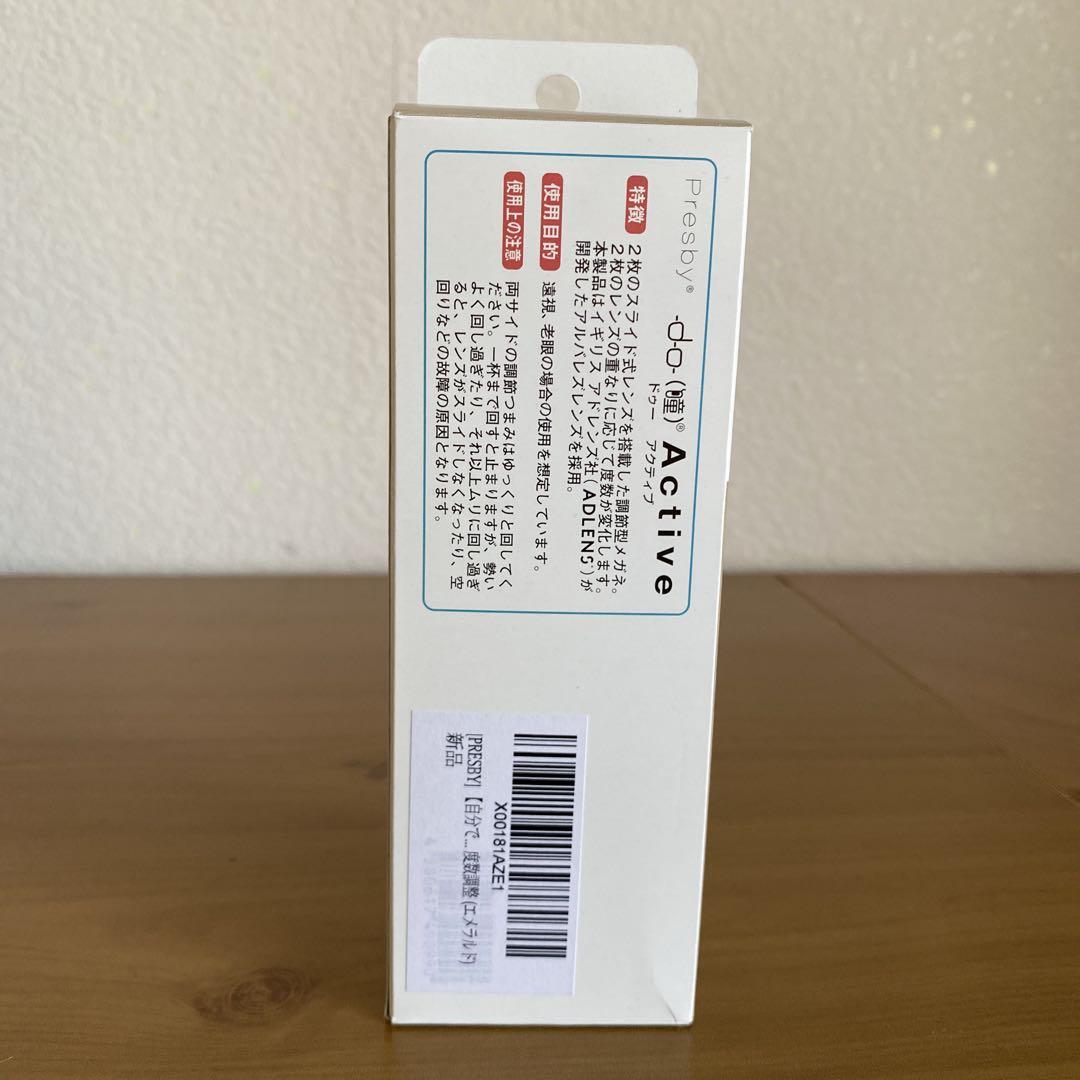 Presby® -do-(瞳)® Active
ドゥー アクティブ
特徴
2枚のスライド式レンズを搭載した調節型メガネ。
2枚のレンズの重なりに応じて度数が変化します。
本製品はイギリス アドレンズ社(ADLENS®)が
開発したアルバレズレンズを採用。
使用目的
遠視、老眼の場合の使用を想定しています。
使用上の注意
両サイドの調節つまみはゆっくりと回してく
ださい。一杯まで回すと止まりますが、勢い
よく回し過ぎたり、それ以上ムリに回し過ぎ
ると、レンズがスライドしなくなったり、空
回りなどの故障の原因となります。
X00181AZE1
[PRESBY] 【自分で... 度数調整 (エメラルド)
新品